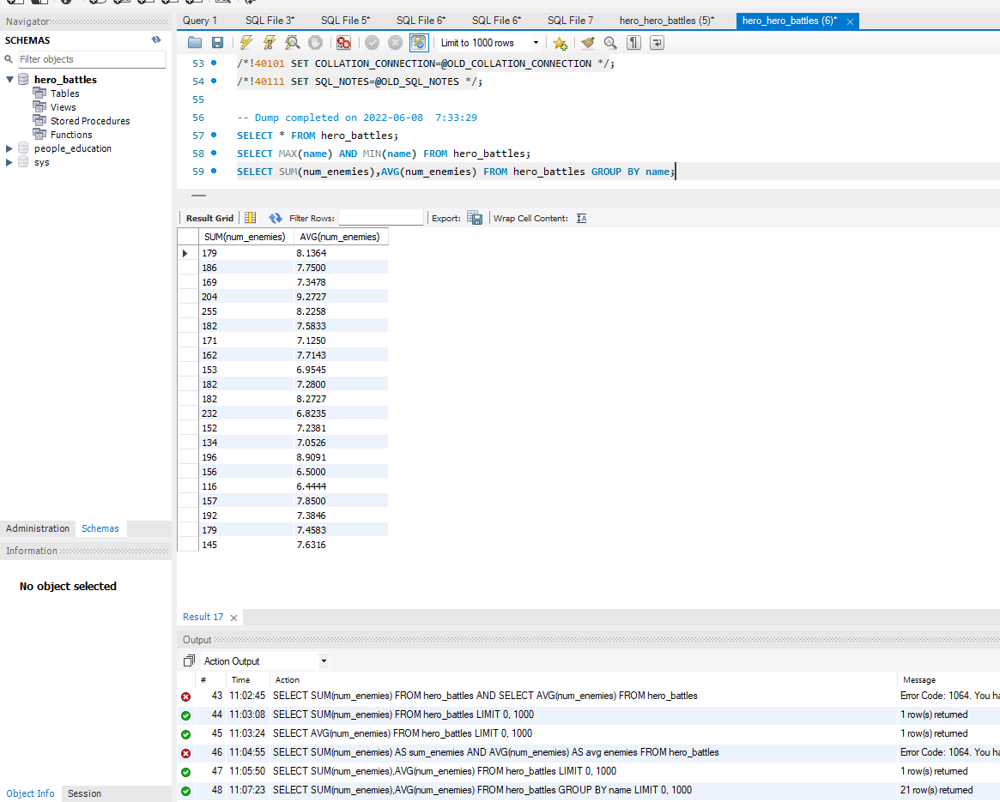 Navigator
SCHEMAS
Filter objects
hero_battles
Tables
Views
Stored Procedures
Functions
people_education
sys
Administration Schemas
Information
No object selected
Object Info Session
Query 1 SQL File 3* SQL File 5* SQL File 6* SQL File 6* SQL File 7 hero_hero_battles (5)* hero_hero_battles (6)*
Limit to 1000 rows
53 /*!40101 SET COLLATION_CONNECTION=@OLD_COLLATION_CONNECTION */;
54 /*!40111 SET SQL_NOTES=@OLD_SQL_NOTES */;
55
56 -- Dump completed on 2022-06-08  7:33:29
57 SELECT * FROM hero_battles;
58 SELECT MAX(name) AND MIN(name) FROM hero_battles;
59 SELECT SUM(num_enemies),AVG(num_enemies) FROM hero_battles GROUP BY name;
Result Grid Filter Rows: Export: Wrap Cell Content:
SUM(num_enemies) AVG(num_enemies)
179 8.1364
186 7.7500
169 7.3478
204 9.2727
255 8.2258
182 7.5833
171 7.1250
162 7.7143
153 6.9545
182 7.2800
182 8.2727
232 6.8235
152 7.2381
134 7.0526
196 8.9091
156 6.5000
116 6.4444
157 7.8500
192 7.3846
179 7.4583
145 7.6316
Result 17
Output
Action Output
# Time Action Message
43 11:02:45 SELECT SUM(num_enemies) FROM hero_battles AND SELECT AVG(num_enemies) FROM hero_battles Error Code: 1064. You ha
44 11:03:08 SELECT SUM(num_enemies) FROM hero_battles LIMIT 0, 1000 1 row(s) returned
45 11:03:24 SELECT AVG(num_enemies) FROM hero_battles LIMIT 0, 1000 1 row(s) returned
46 11:04:55 SELECT SUM(num_enemies) AS sum_enemies AND AVG(num_enemies) AS avg enemies FROM hero_battles Error Code: 1064. You ha
47 11:05:50 SELECT SUM(num_enemies),AVG(num_enemies) FROM hero_battles LIMIT 0, 1000 1 row(s) returned
48 11:07:23 SELECT SUM(num_enemies),AVG(num_enemies) FROM hero_battles GROUP BY name LIMIT 0, 1000 21 row(s) returned